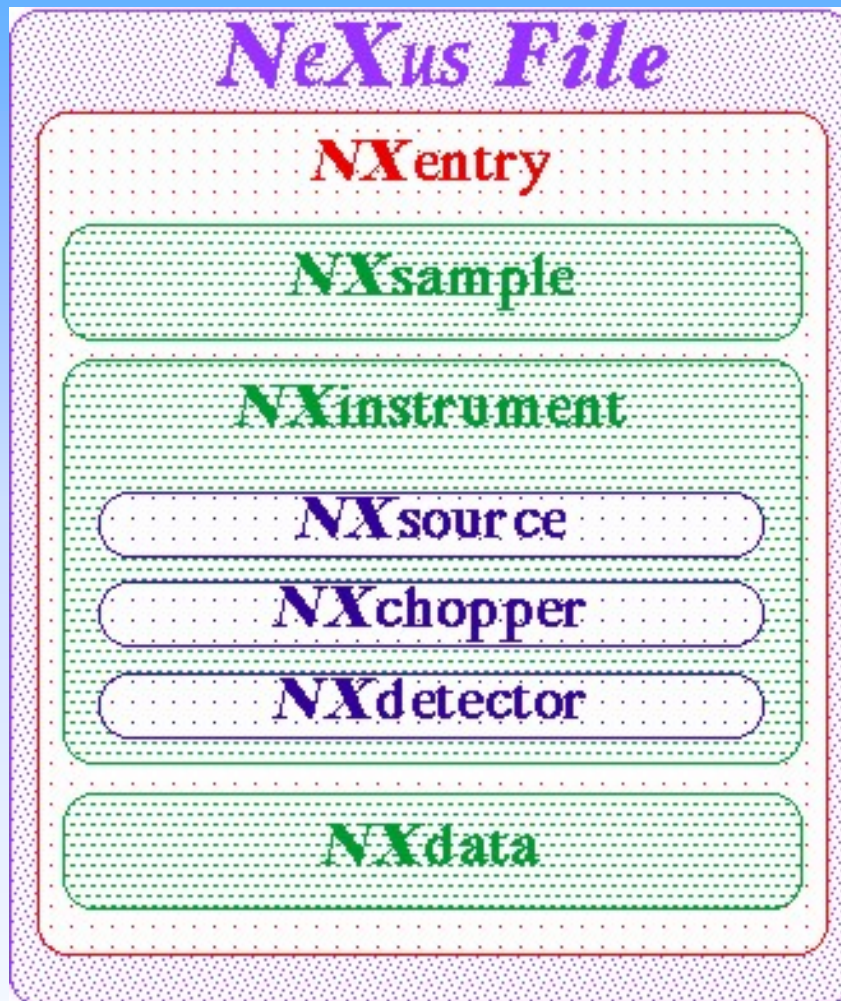 NeXus File
NXentry
NXsample
NXinstrument
NXsource
NXchopper
NXdetector
NXdata